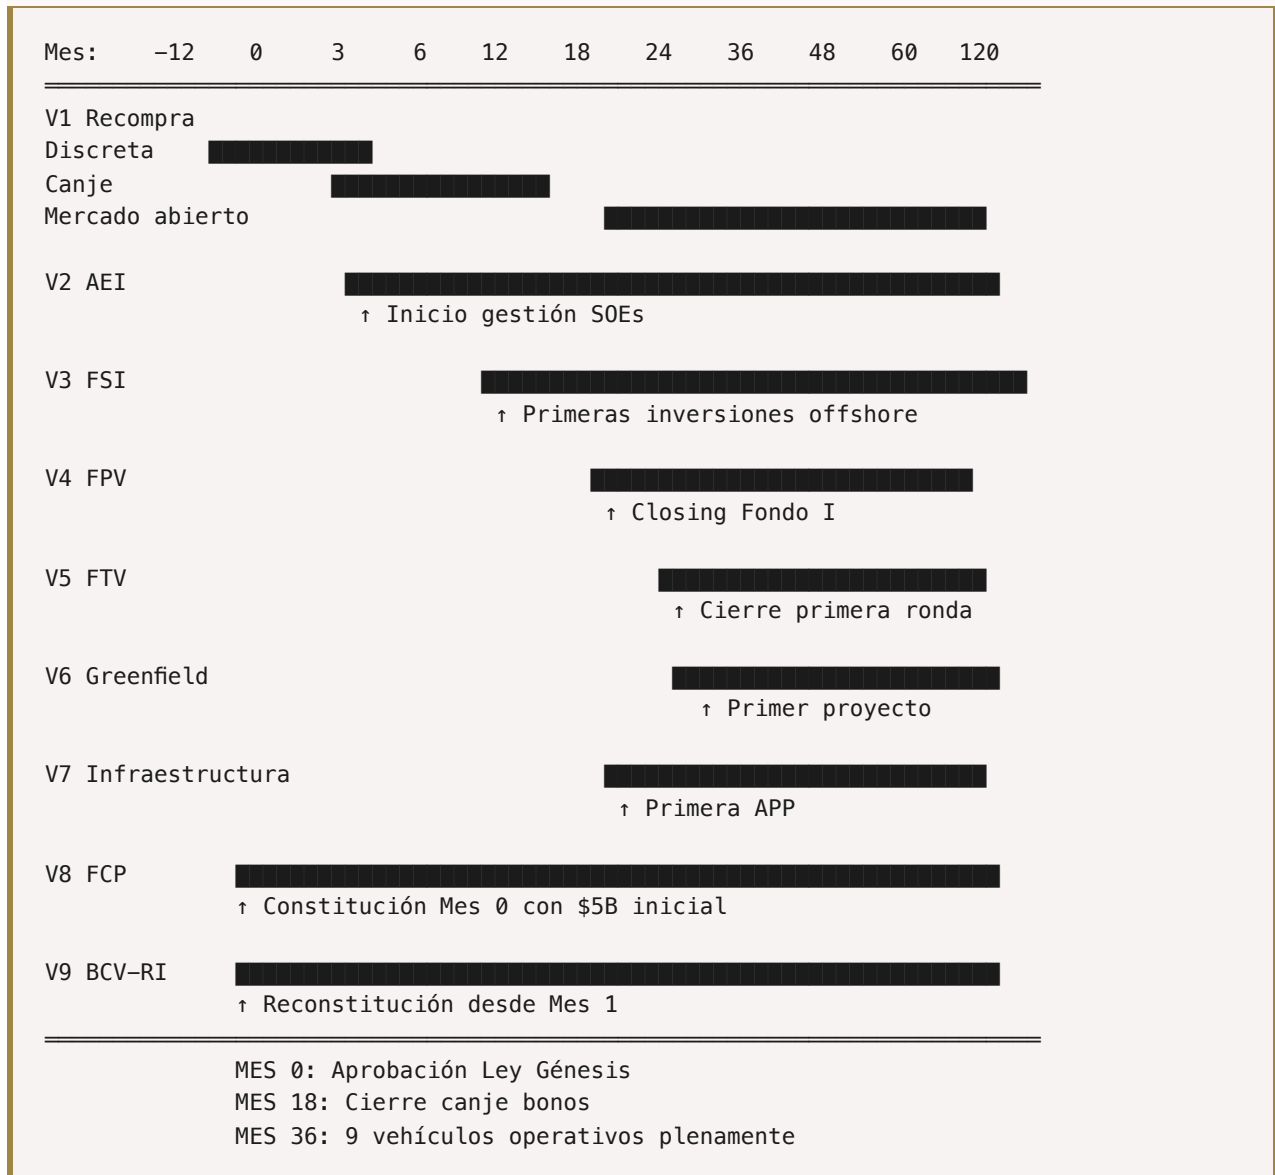 Mes: −12 0 3 6 12 18 24 36 48 60 120
V1 Recompra
Discreta
Canje
Mercado abierto
V2 AEI
↑ Inicio gestión SOEs
V3 FSI
↑ Primeras inversiones offshore
V4 FPV
↑ Closing Fondo I
V5 FTV
↑ Cierre primera ronda
V6 Greenfield
↑ Primer proyecto
V7 Infraestructura
↑ Primera APP
V8 FCP
↑ Constitución Mes 0 con $5B inicial
V9 BCV−RI
↑ Reconstitución desde Mes 1
MES 0: Aprobación Ley Génesis
MES 18: Cierre canje bonos
MES 36: 9 vehículos operativos plenamente